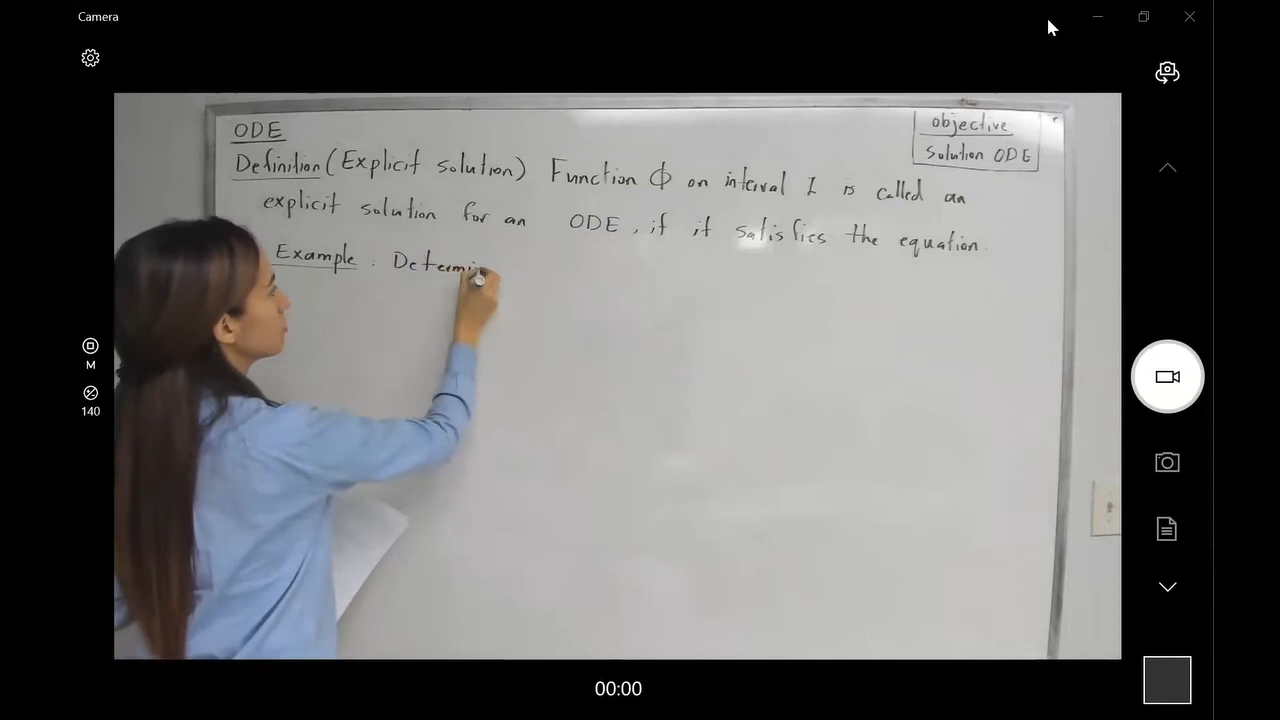 Camera
ODE
objective
Solution ODE
Definition (Explicit solution) Function Φ on interval I is called an
explicit solution for an ODE, if it satisfies the equation.
Example : Determi
M
140
00:00